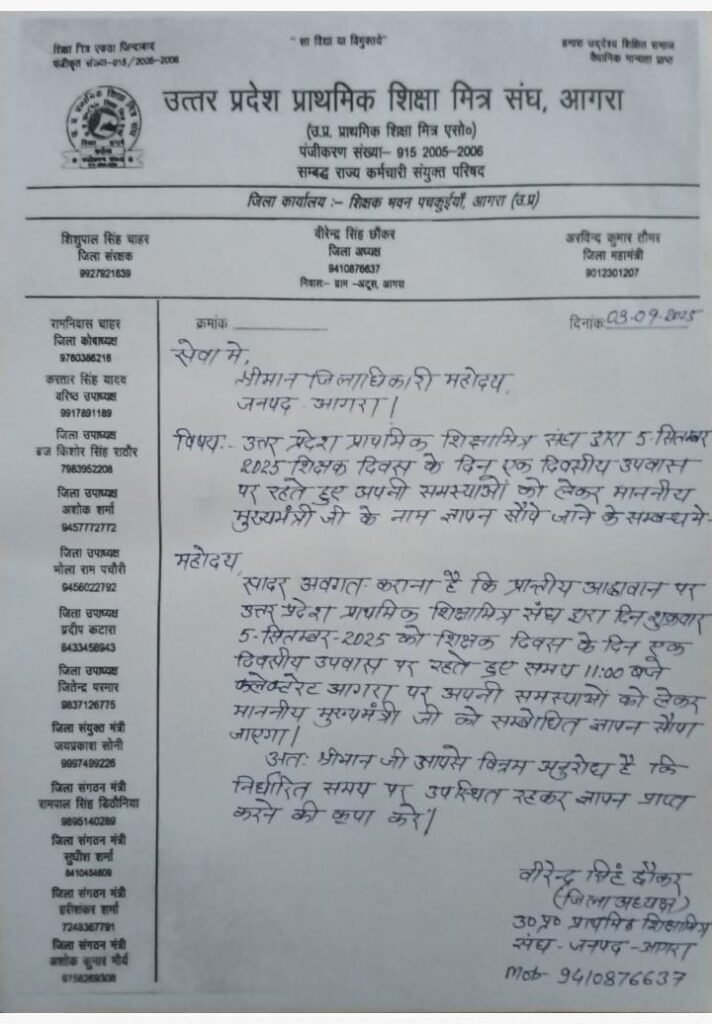 शिक्षा मित्र एकता जिन्दाबाद
पंजीकृत संख्या-915/2005-2006
"सा विद्या या विमुक्तये"
हमारा उद्देश्य शिक्षित समाज
वैधानिक मान्यता प्राप्त
उत्तर प्रदेश प्राथमिक शिक्षा मित्र संघ, आगरा
(उ.प्र. प्राथमिक शिक्षा मित्र एसो०)
पंजीकरण संख्या– 915 2005-2006
सम्बद्ध राज्य कर्मचारी संयुक्त परिषद
जिला कार्यालय :– शिक्षक भवन पचकुईयाँ, आगरा (उ.प्र)
शिशुपाल सिंह चाहर
जिला संरक्षक
9927921639
वीरेन्द्र सिंह छौंकर
जिला अध्यक्ष
9410876637
निवास:– ग्राम –अटूस, आगरा
अरविन्द कुमार तौमर
जिला महामंत्री
9012301207
रामनिवास चाहर
जिला कोषाध्यक्ष
9760366216
करतार सिंह यादव
वरिष्ठ उपाध्यक्ष
9917891189
जिला उपाध्यक्ष
ब्रज किशोर सिंह राठौर
7983952208
जिला उपाध्यक्ष
अशोक शर्मा
9457772772
जिला उपाध्यक्ष
भोला राम पचौरी
9456022792
जिला उपाध्यक्ष
प्रदीप कटारा
8433456943
जिला उपाध्यक्ष
जितेन्द्र परमार
9837126775
जिला संयुक्त मंत्री
जयप्रकाश सोनी
9997499226
जिला संगठन मंत्री
रामपाल सिंह डिठौनिया
9895140289
जिला संगठन मंत्री
सुधीश शर्मा
8410454609
जिला संगठन मंत्री
हरीशंकर शर्मा
7248367791
जिला संगठन मंत्री
अशोक कुमार मौर्य
क्रमांक ....................
दिनांक 03-09-2025
सेवा मे,
श्रीमान जिलाधिकारी महोदय
जनपद आगरा।
विषय:- उत्तर प्रदेश प्राथमिक शिक्षामित्र संघ द्वारा 5-सितम्बर
2025 शिक्षक दिवस के दिन एक दिवसीय उपवास
पर रहते हुए अपनी समस्याओं को लेकर माननीय
मुख्यमंत्री जी के नाम ज्ञापन सौपे जाने के सम्बन्ध मे-
महोदय,
सादर अवगत कराना है कि प्रान्तीय आह्वान पर
उत्तर प्रदेश प्राथमिक शिक्षामित्र संघ द्वारा दिन शुक्रवार
5-सितम्बर-2025 को शिक्षक दिवस के दिन एक
दिवसीय उपवास पर रहते हुए समय 11:00 बजे
कलेक्टरेट आगरा पर अपनी समस्याओं को लेकर
माननीय मुख्यमंत्री जी को सम्बोधित ज्ञापन सौपा
जाएगा।
अतः श्रीमान जी आपसे विनम्र अनुरोध है कि
निर्धारित समय पर उपस्थित रहकर ज्ञापन प्राप्त
करने की कृपा करे।
वीरेन्द्र सिंह छौंकर
(जिला अध्यक्ष)
उ० प्र० प्राथमिक शिक्षामित्र
संघ - जनपद - आगरा
Mob- 9410876637